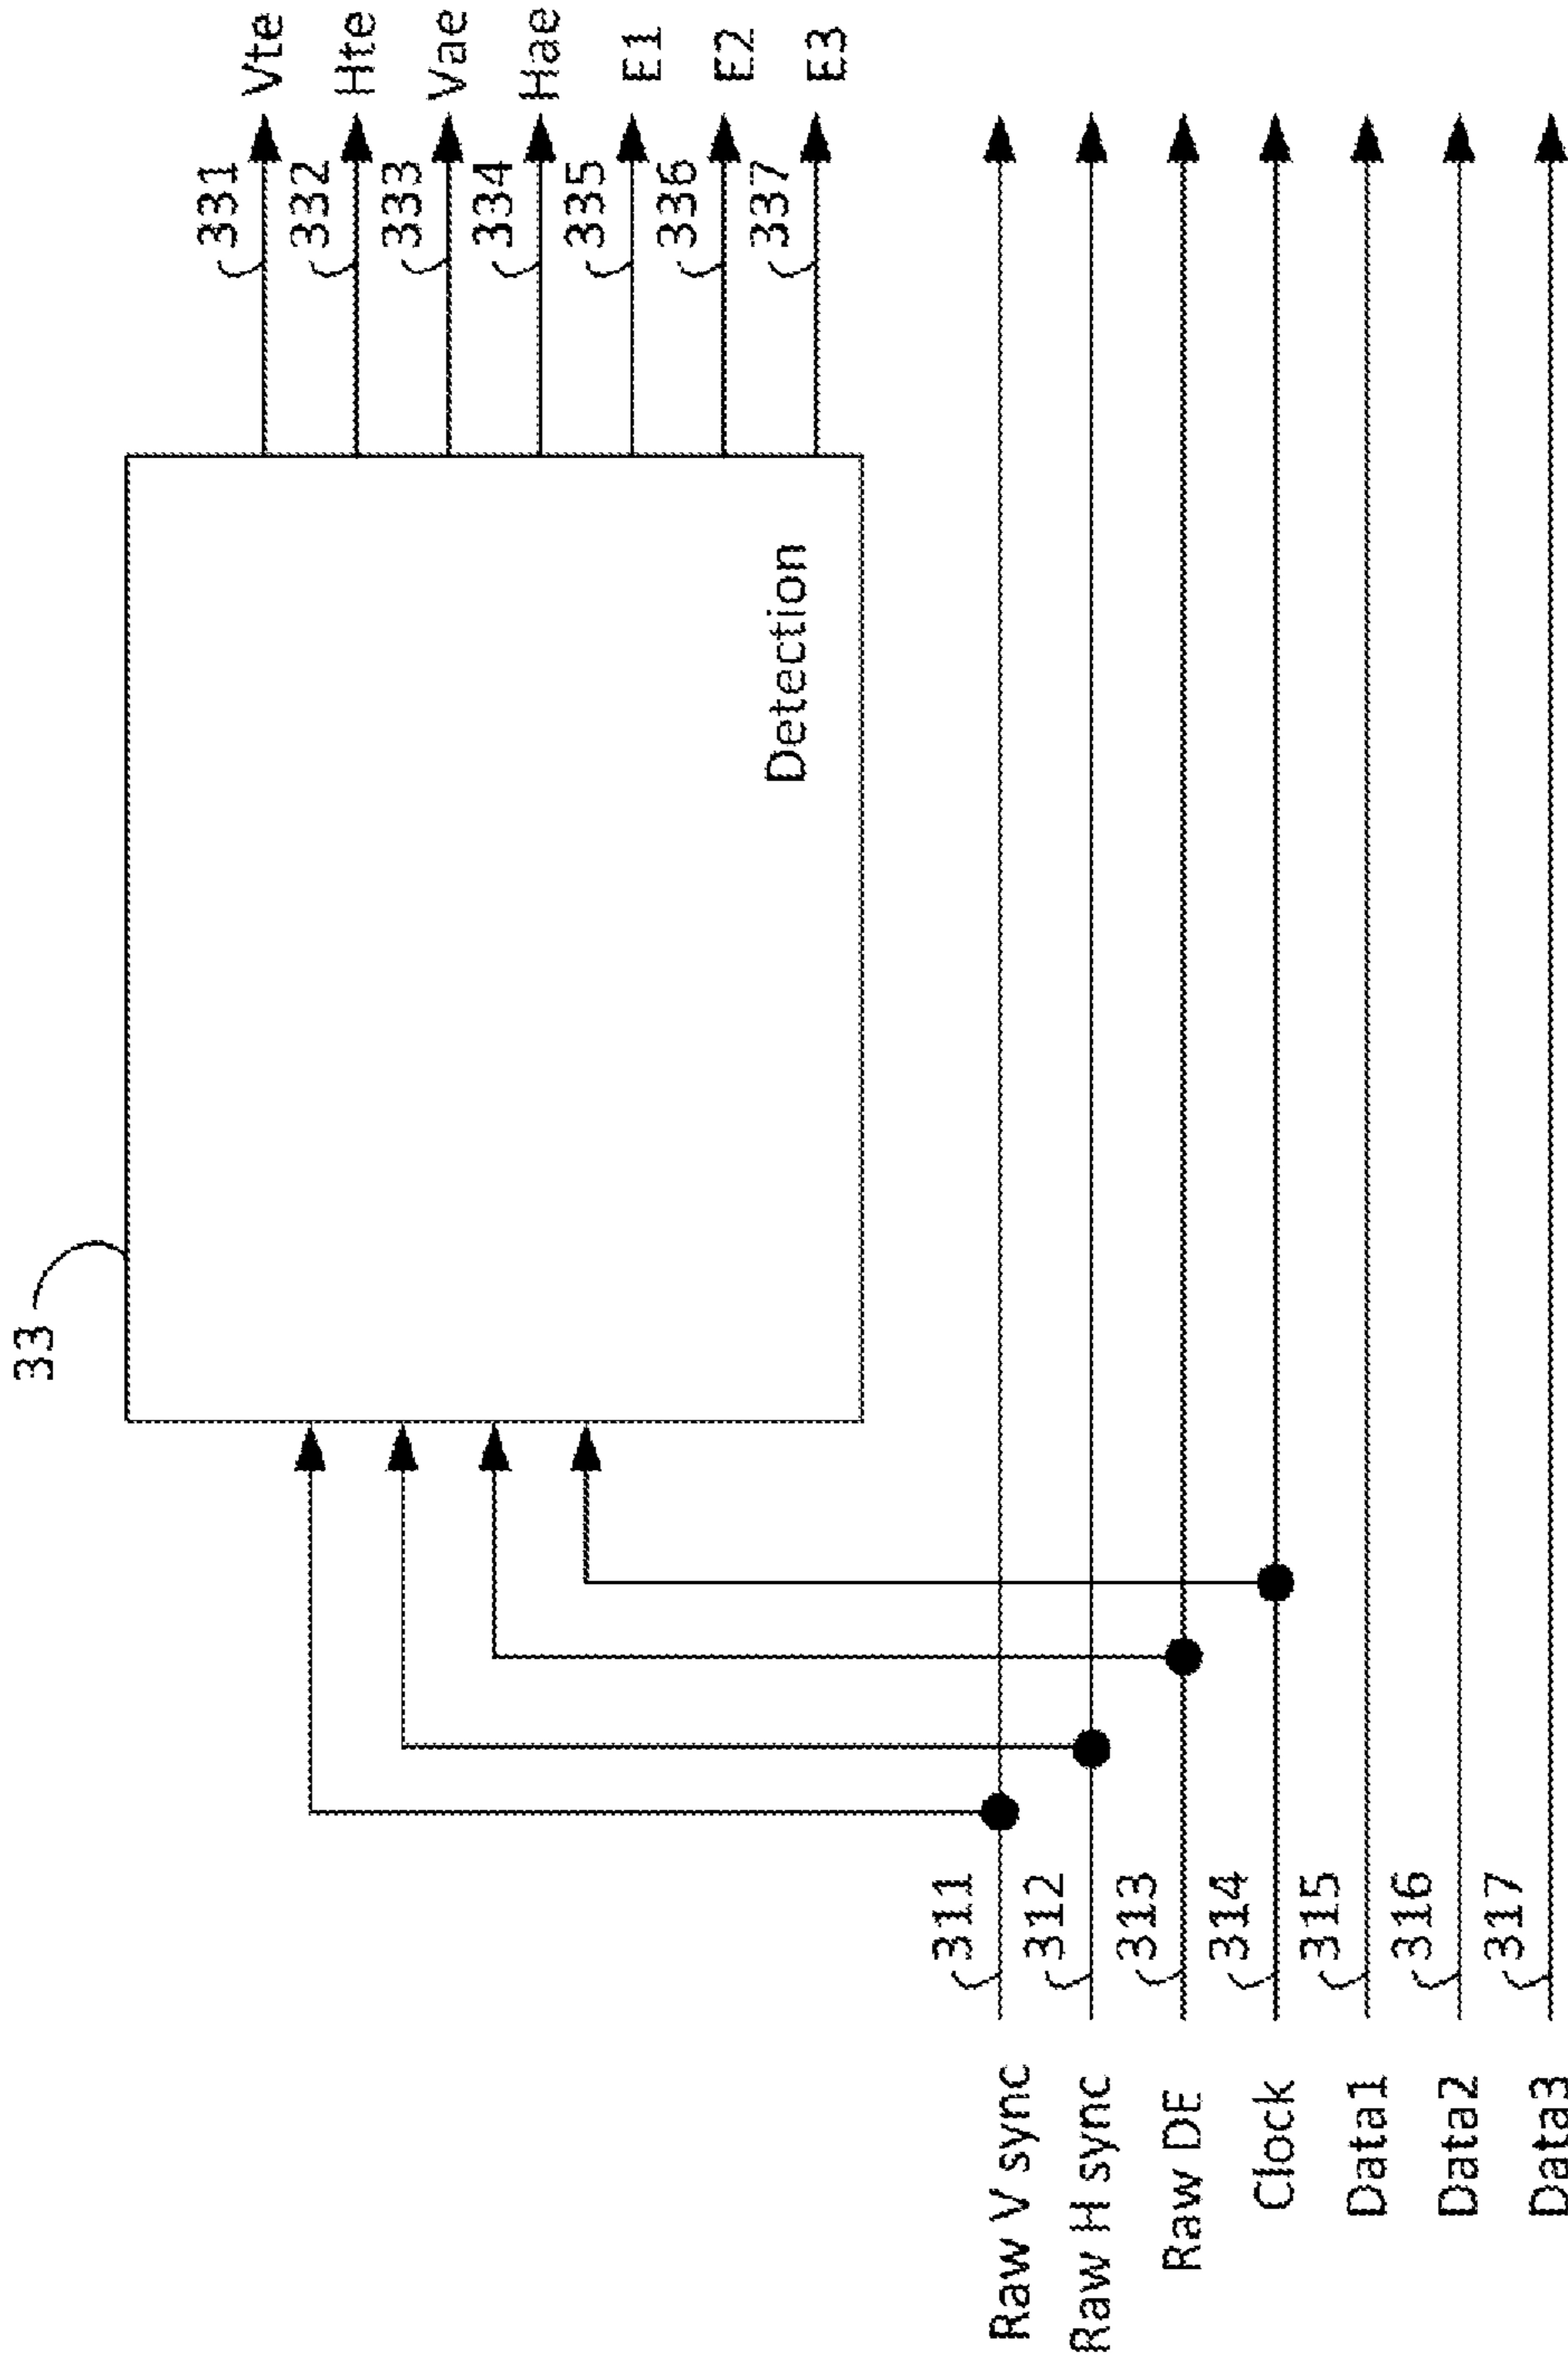 33
331 Vte
332 Hte
333 Vae
334 Hae
335 E1
336 E2
337 E3
Detection
Raw V sync 311
Raw H sync 312
Raw DE 313
Clock 314
Data1 315
Data2 316
Data3 317